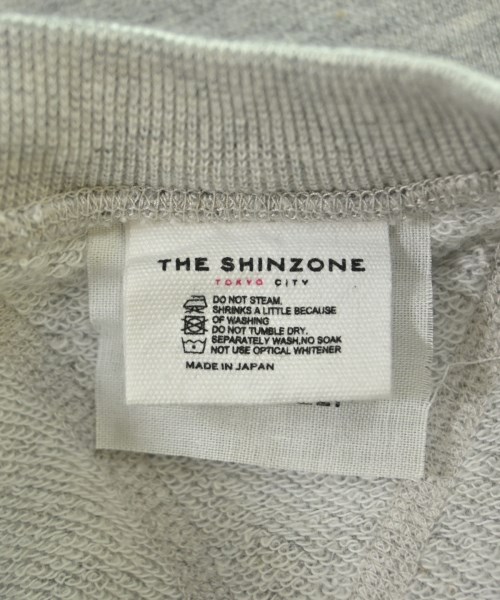 THE SHINZONE
TOKYO CITY
DO NOT STEAM.
SHRINKS A LITTLE BECAUSE
OF WASHING
DO NOT TUMBLE DRY.
SEPARATELY WASH, NO SOAK
NOT USE OPTICAL WHITENER
MADE IN JAPAN